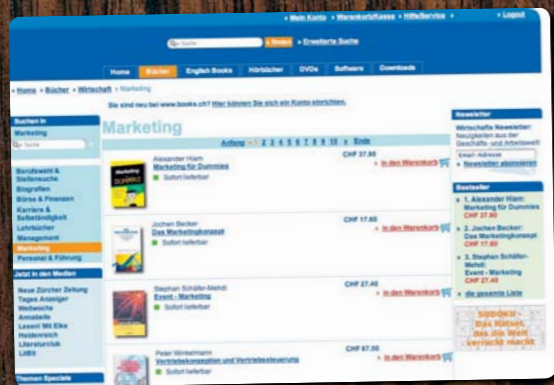 › Mein Konto › Warenkorb/Kasse › Hilfe/Service › › Logout
Suche › finden › Erweiterte Suche
Home Bücher English Books Hörbücher DVDs Software Downloads
› Home › Bücher › Wirtschaft › Marketing
Sie sind neu bei www.books.ch? Hier können Sie sich ein Konto einrichten.
Suchen in
Marketing
Suche
Berufswahl &
Stellensuche
Biografien
Börse & Finanzen
Karriere &
Selbständigkeit
Lehrbücher
Management
Marketing
Personal & Führung
Jetzt in den Medien
Neue Zürcher Zeitung
Tages Anzeiger
Weltwoche
Annabelle
Lesen! Mit Elke
Heidenreich
Literaturclub
Themen Specials
Marketing
Anfang « 1 2 3 4 5 6 7 8 9 10 » Ende
Alexander Hiam
Marketing für Dummies
Sofort lieferbar
CHF 37.90
› in den Warenkorb
Jochen Becker:
Das Marketingkonzept
Sofort lieferbar
CHF 17.60
› in den Warenkorb
Stephan Schäfer-Mehdi
Event - Marketing
Sofort lieferbar
CHF 27.40
› in den Warenkorb
Peter Winkelmann
Vertriebskonzeption und Vertriebssteuerung
Sofort lieferbar
CHF 67.90
› in den Warenkorb
Newsletter
Wirtschafts Newsletter:
Neuigkeiten aus der
Geschäfts- und Arbeitswelt
Email-Adresse
› Newsletter abonnieren
Bestseller
› 1. Alexander Hiam:
Marketing für Dummies
CHF 37.90
› 2. Jochen Becker:
Das Marketingkonzept
CHF 17.60
› 3. Stephan Schäfer-
Mehdi:
Event - Marketing
CHF 27.40
› die gesamte Liste
SUDOKU -
Das Rätsel,
das die Welt
verrückt macht